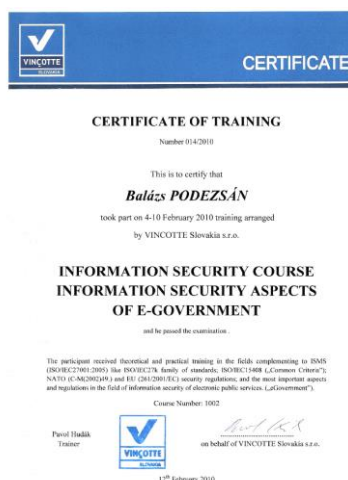 VINÇOTTE
SLOVAKIA
CERTIFICATE
CERTIFICATE OF TRAINING
Number 014/2010
This is to certify that
Balázs PODEZSÁN
took part on 4-10 February 2010 training arranged
by VINCOTTE Slovakia s.r.o.
INFORMATION SECURITY COURSE
INFORMATION SECURITY ASPECTS
OF E-GOVERNMENT
and he passed the examination .
The participant received theoretical and practical training in the fields complementing to ISMS
(ISO/IEC27001:2005) like ISO/IEC27k family of standards; ISO/IEC15408 („Common Criteria");
NATO (C-M(2002)49.) and EU (261/2001/EC) security regulations; and the most important aspects
and regulations in the field of information security of electronic public services. („eGovernment").
Course Number: 1002
Pavol Hudák
Trainer
VINÇOTTE
SLOVAKIA
on behalf of VINCOTTE Slovakia s.r.o.
12th February 2010